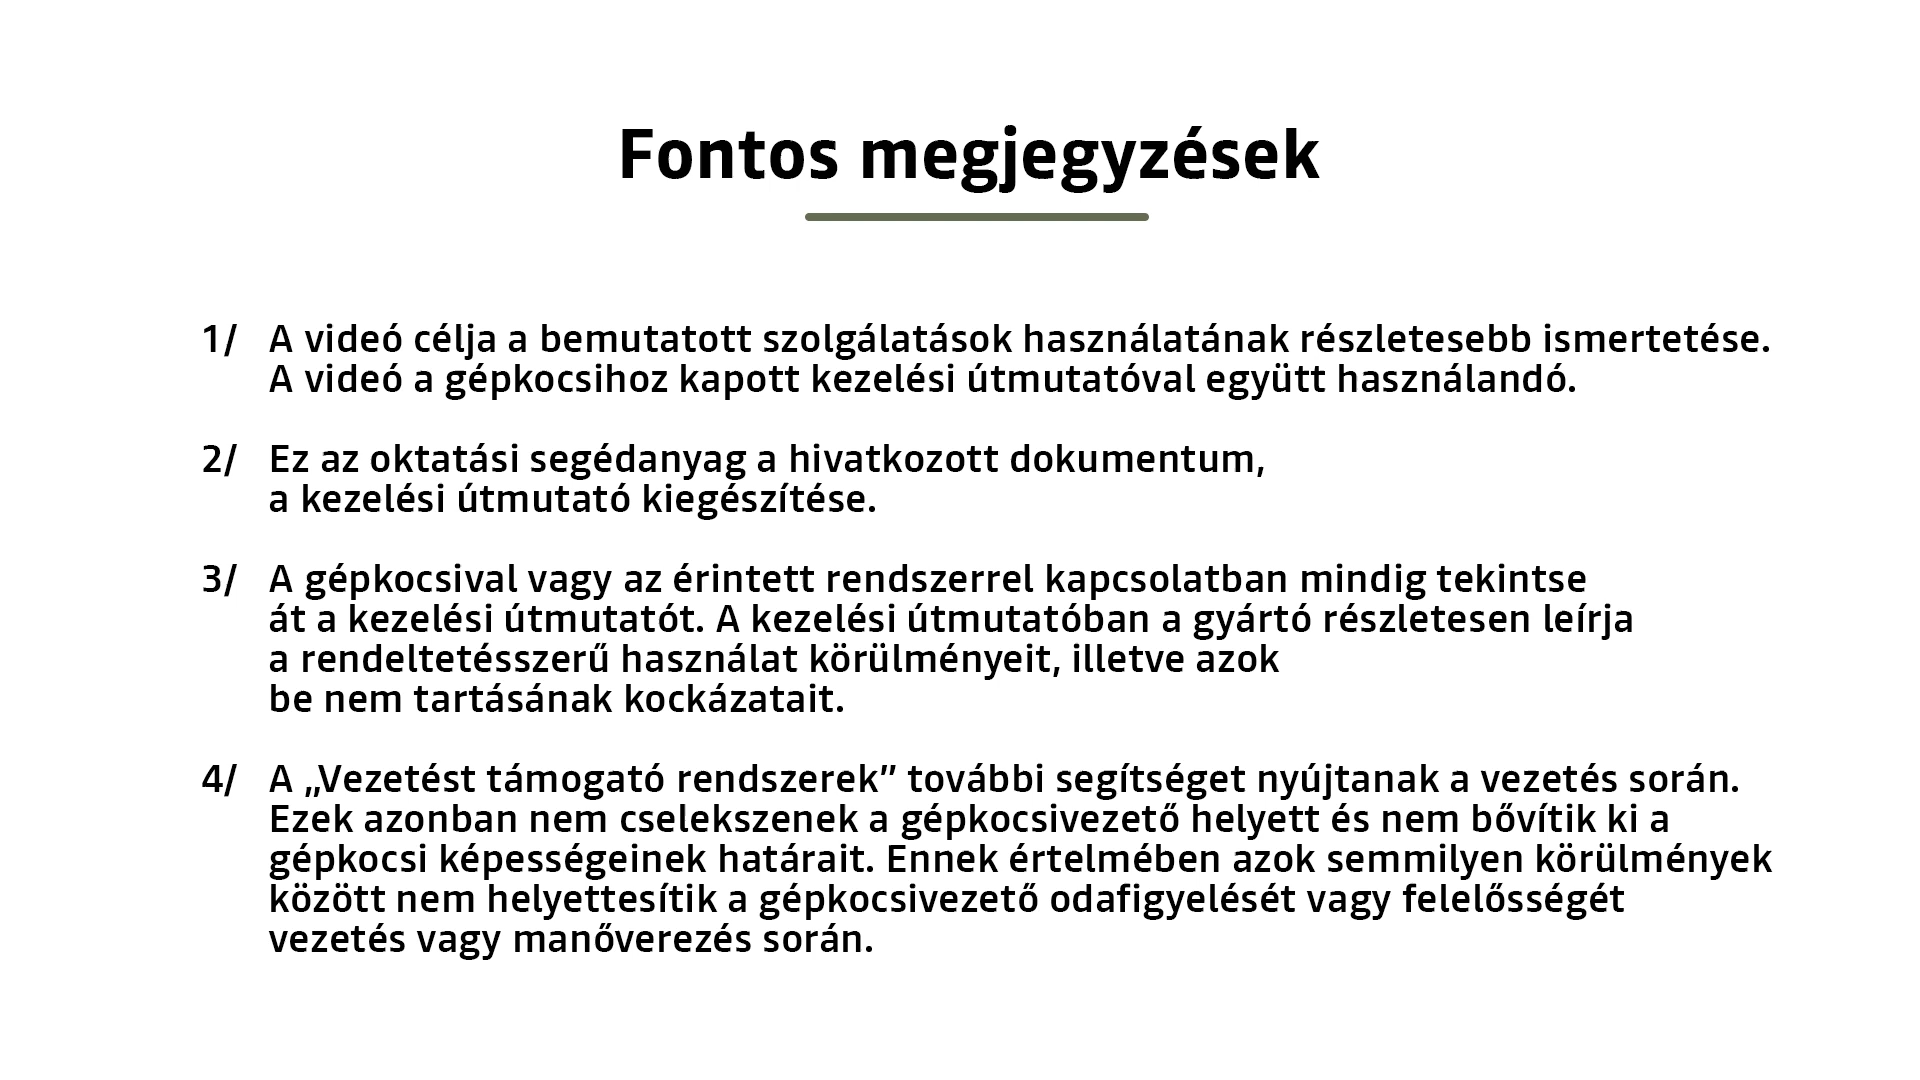 Fontos megjegyzések
1/ A videó célja a bemutatott szolgálatások használatának részletesebb ismertetése.
A videó a gépkocsihoz kapott kezelési útmutatóval együtt használandó.
2/ Ez az oktatási segédanyag a hivatkozott dokumentum,
a kezelési útmutató kiegészítése.
3/ A gépkocsival vagy az érintett rendszerrel kapcsolatban mindig tekintse
át a kezelési útmutatót. A kezelési útmutatóban a gyártó részletesen leírja
a rendeltetésszerű használat körülményeit, illetve azok
be nem tartásának kockázatait.
4/ A „Vezetést támogató rendszerek” további segítséget nyújtanak a vezetés során.
Ezek azonban nem cselekszenek a gépkocsivezető helyett és nem bővítik ki a
gépkocsi képességeinek határait. Ennek értelmében azok semmilyen körülmények
között nem helyettesítik a gépkocsivezető odafigyelését vagy felelősségét
vezetés vagy manőverezés során.